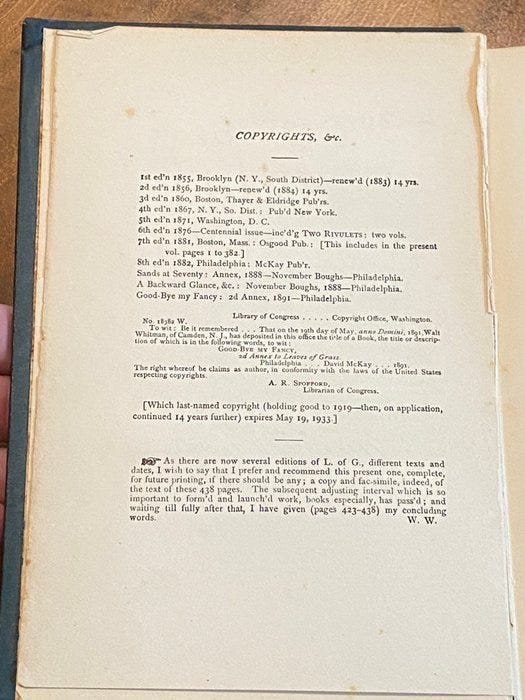 COPYRIGHTS, &c.
1st ed'n 1855, Brooklyn (N. Y., South District)—renew'd (1883) 14 yrs.
2d ed'n 1856, Brooklyn—renew'd (1884) 14 yrs.
3d ed'n 1860, Boston, Thayer & Eldridge Pub'rs.
4th ed'n 1867, N. Y., So. Dist.: Pub'd New York.
5th ed'n 1871, Washington, D. C.
6th ed'n 1876—Centennial issue—inc'd'g TWO RIVULETS: two vols.
7th ed'n 1881, Boston, Mass.: Osgood Pub.: [This includes in the present
vol. pages 1 to 382.]
8th ed'n 1882, Philadelphia: McKay Pub'r.
Sands at Seventy: Annex, 1888—November Boughs—Philadelphia.
A Backward Glance, &c.: November Boughs, 1888—Philadelphia.
Good-Bye my Fancy: 2d Annex, 1891—Philadelphia.
Library of Congress ..... Copyright Office, Washington.
No. 18382 W.
To wit: Be it remembered ... That on the 19th day of May, anno Domini, 1891, Walt
Whitman, of Camden, N. J., has deposited in this office the title of a Book, the title or descrip-
tion of which is in the following words, to wit:
GOOD-BYE MY FANCY,
2d Annex to Leaves of Grass.
Philadelphia ... David McKay ... 1891.
The right whereof he claims as author, in conformity with the laws of the United States
respecting copyrights.
A. R. SPOFFORD,
Librarian of Congress.
[Which last-named copyright (holding good to 1919—then, on application,
continued 14 years further) expires May 19, 1933.]
As there are now several editions of L. of G., different texts and
dates, I wish to say that I prefer and recommend this present one, complete,
for future printing, if there should be any; a copy and fac-simile, indeed, of
the text of these 438 pages. The subsequent adjusting interval which is so
important to form'd and launch'd work, books especially, has pass'd; and
waiting till fully after that, I have given (pages 423-438) my concluding
words. W. W.